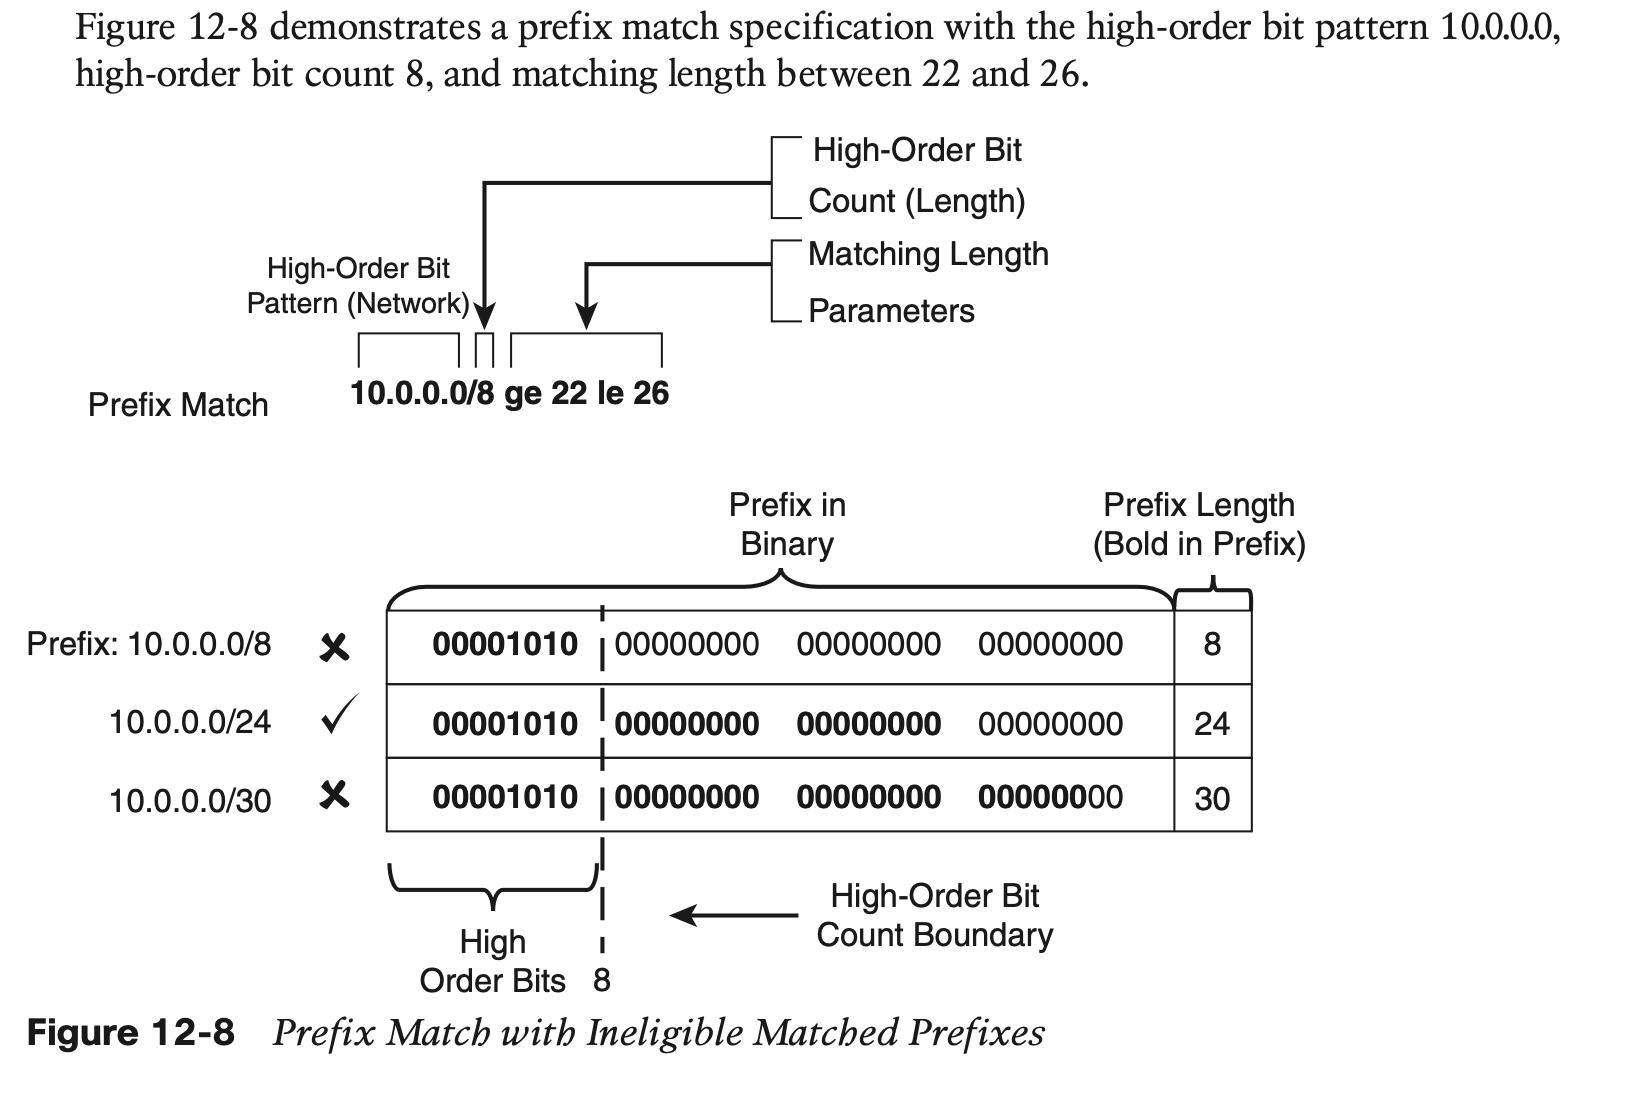 Figure 12-8 demonstrates a prefix match specification with the high-order bit pattern 10.0.0.0,
high-order bit count 8, and matching length between 22 and 26.
High-Order Bit
Count (Length)
Matching Length
Parameters
High-Order Bit
Pattern (Network)
Prefix Match 10.0.0.0/8 ge 22 le 26
Prefix in
Binary
Prefix Length
(Bold in Prefix)
Prefix: 10.0.0.0/8 00001010 00000000 00000000 00000000 8
10.0.0.0/24 00001010 00000000 00000000 00000000 24
10.0.0.0/30 00001010 00000000 00000000 00000000 30
High
Order Bits 8
High-Order Bit
Count Boundary
Figure 12-8 Prefix Match with Ineligible Matched Prefixes